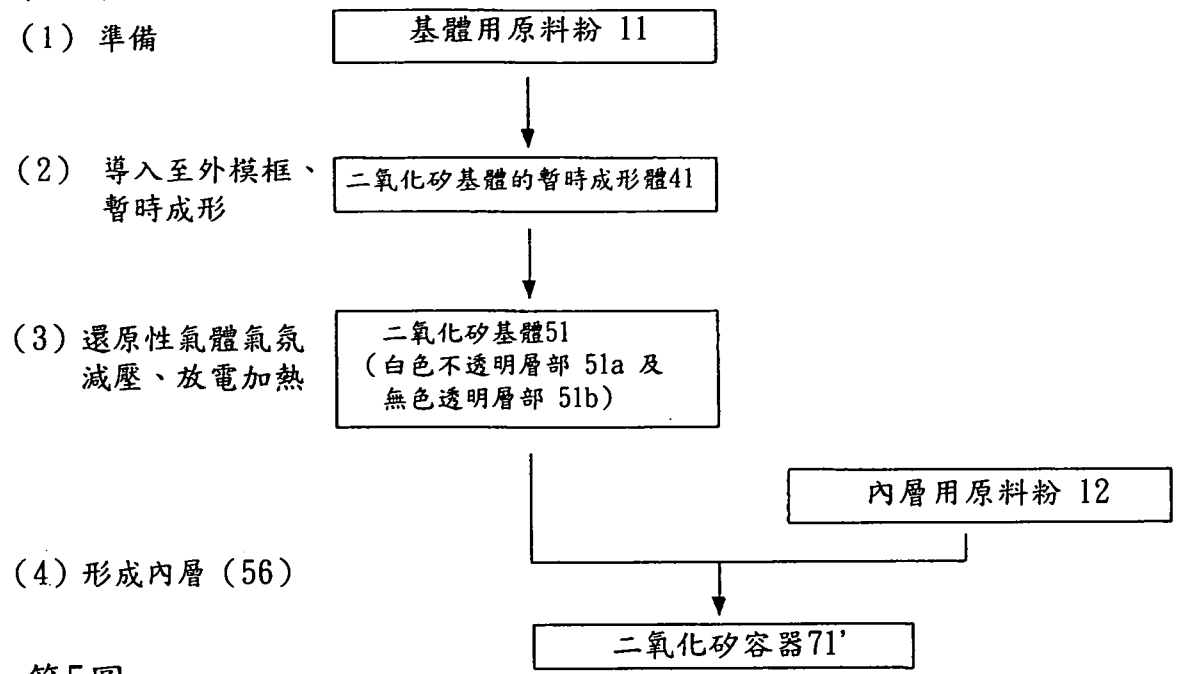 (1) 準備
基體用原料粉 11
(2) 導入至外模框、
暫時成形
二氧化矽基體的暫時成形體41
(3) 還原性氣體氣氛
減壓、放電加熱
二氧化矽基體51
(白色不透明層部 51a 及
無色透明層部 51b)
內層用原料粉 12
(4) 形成內層 (56)
二氧化矽容器71’